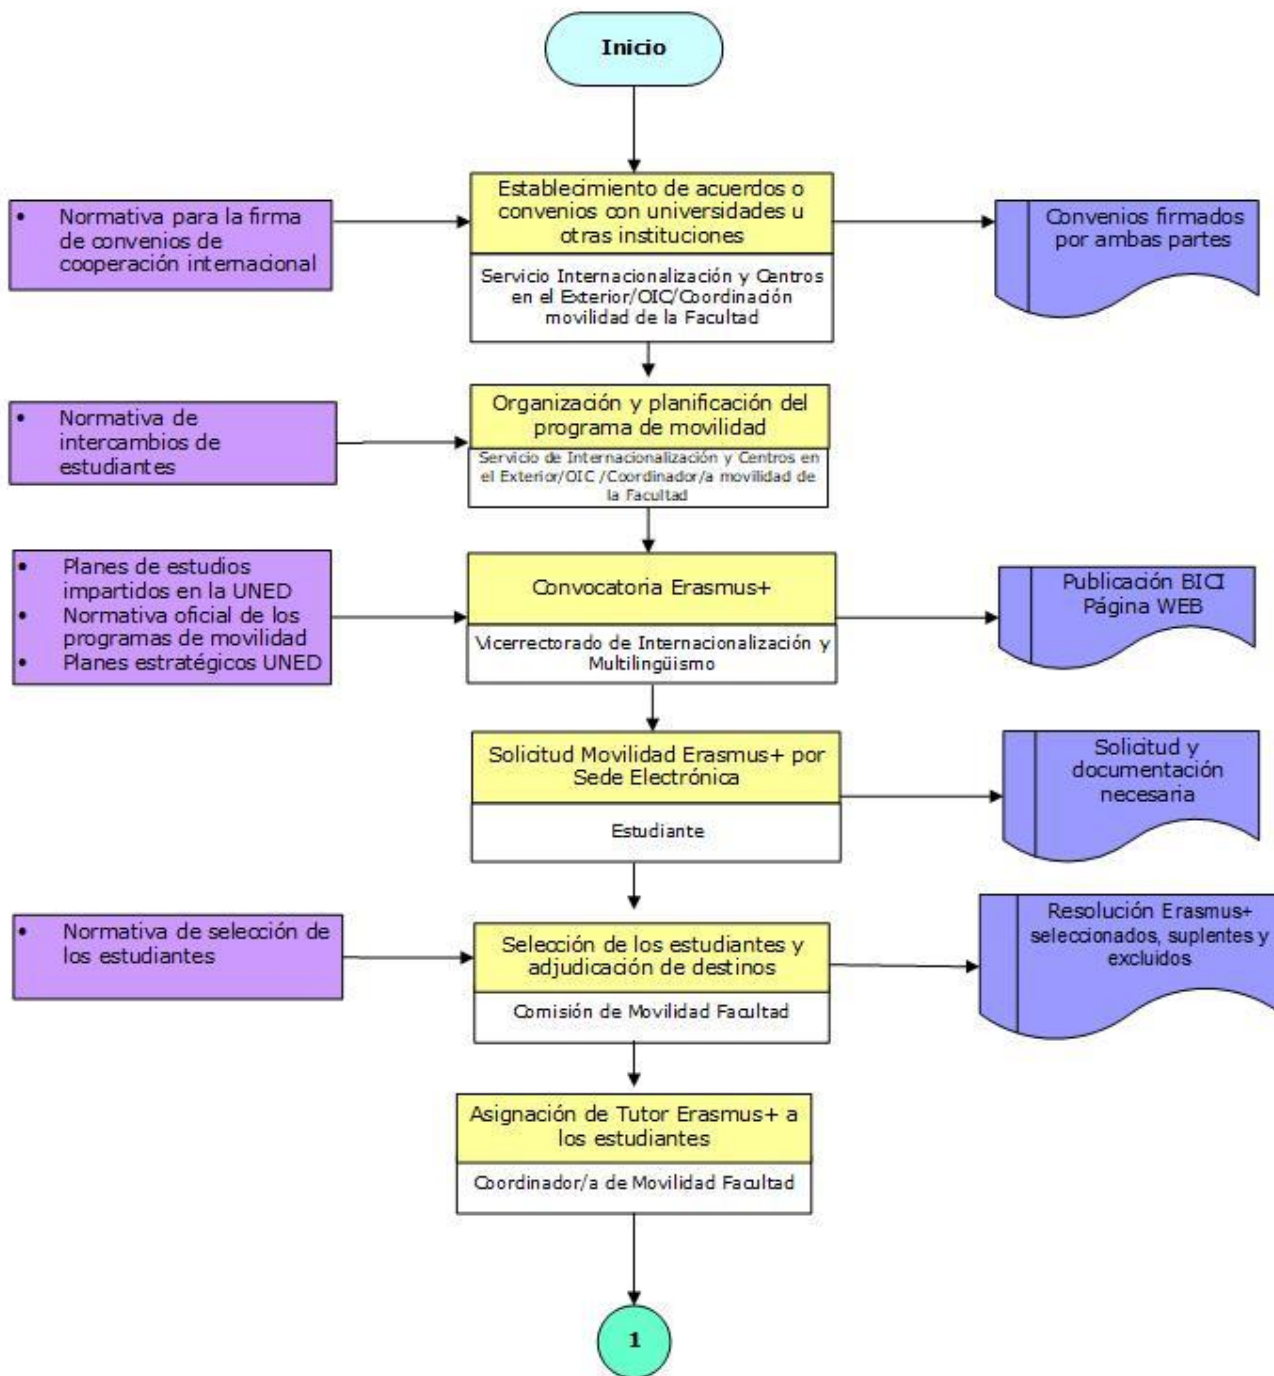 Inicio
• Normativa para la firma
de convenios de
cooperación internacional
Establecimiento de acuerdos o
convenios con universidades u
otras instituciones
Servicio Internacionalización y Centros
en el Exterior/OIC/Coordinación
movilidad de la Facultad
Convenios firmados
por ambas partes
• Normativa de
intercambios de
estudiantes
Organización y planificación del
programa de movilidad
Servicio de Internacionalización y Centros en
el Exterior/OIC /Coordinador/a movilidad de
la Facultad
• Planes de estudios
impartidos en la UNED
• Normativa oficial de los
programas de movilidad
• Planes estratégicos UNED
Convocatoria Erasmus+
Vicerrectorado de Internacionalización y
Multilingüismo
Publicación BICI
Página WEB
Solicitud Movilidad Erasmus+ por
Sede Electrónica
Estudiante
Solicitud y
documentación
necesaria
• Normativa de selección de
los estudiantes
Selección de los estudiantes y
adjudicación de destinos
Comisión de Movilidad Facultad
Resolución Erasmus+
seleccionados, suplentes y
excluidos
Asignación de Tutor Erasmus+ a
los estudiantes
Coordinador/a de Movilidad Facultad
1